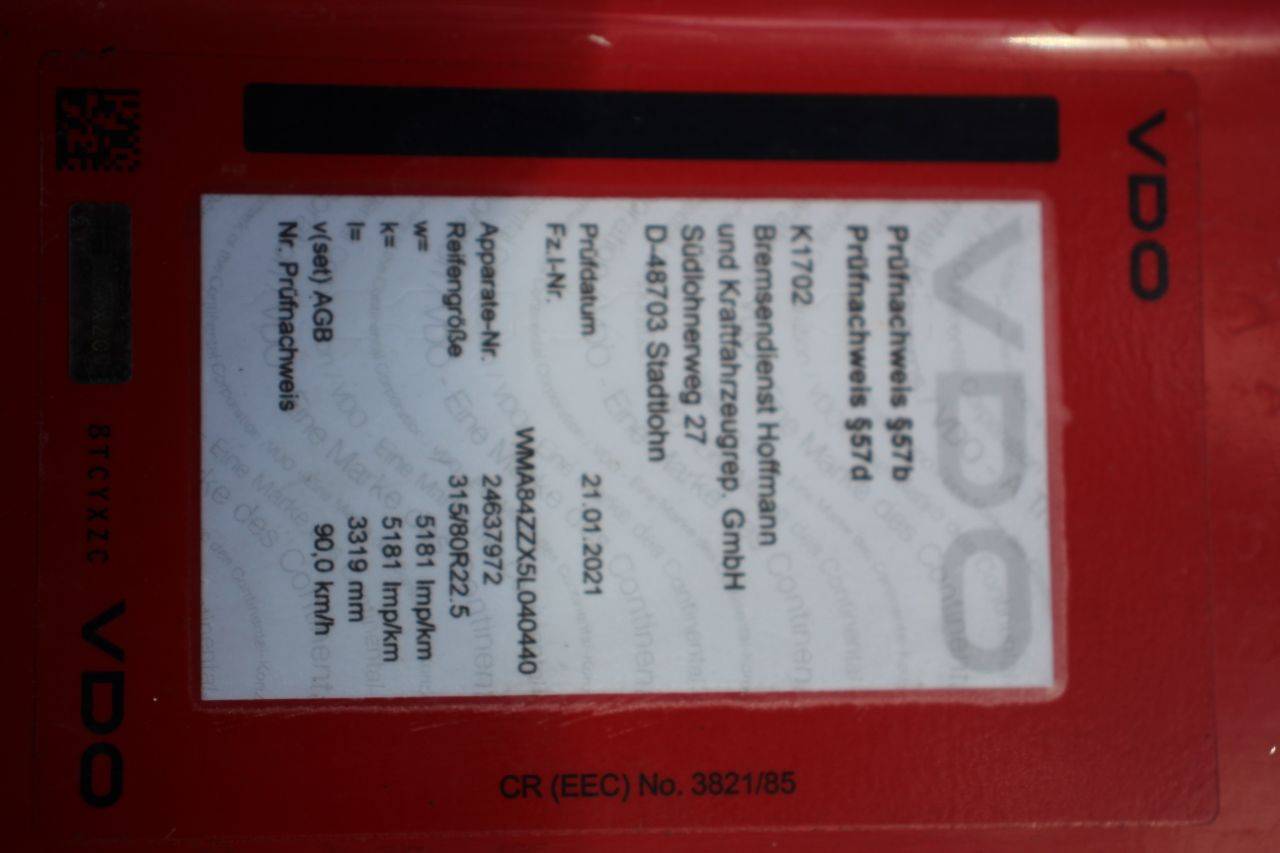 VDO
VDO
Prüfnachweis §57b
Prüfnachweis §57d
K1702
Bremsendienst Hoffmann
und Kraftfahrzeugrep. GmbH
Südlohnerweg 27
D-48703 Stadtlohn
Prüfdatum 21.01.2021
Fz.I-Nr.
WMA84ZZX5L040440
Apparate-Nr. 24637972
Reifengröße 315/80R22.5
w= 5181 Imp/km
k= 5181 Imp/km
l= 3319 mm
v(set) AGB 90,0 km/h
Nr. Prüfnachweis
8TCYXZC
VDO
CR (EEC) No. 3821/85